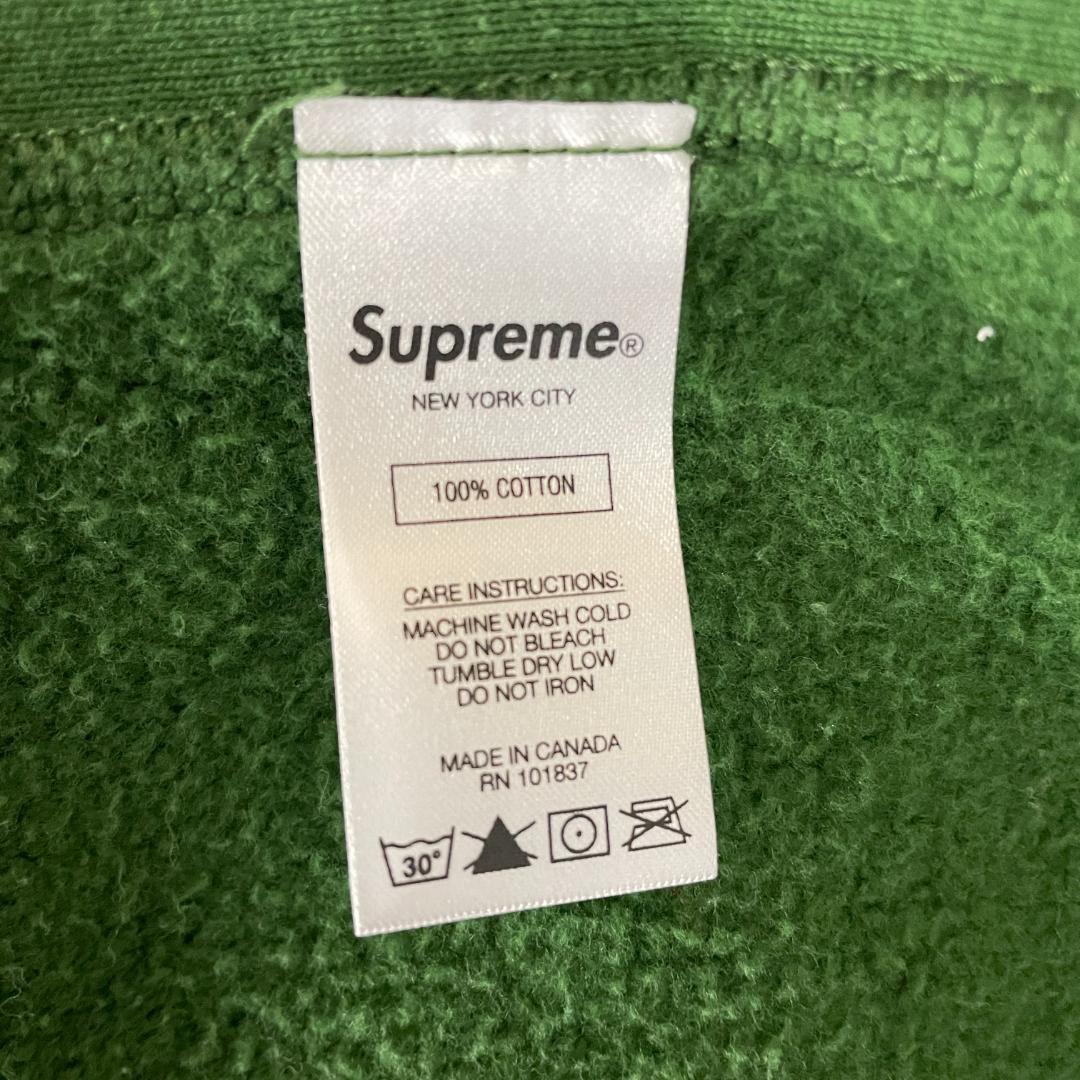 Supreme®
NEW YORK CITY
100% COTTON
CARE INSTRUCTIONS:
MACHINE WASH COLD
DO NOT BLEACH
TUMBLE DRY LOW
DO NOT IRON
MADE IN CANADA
RN 101837
30°